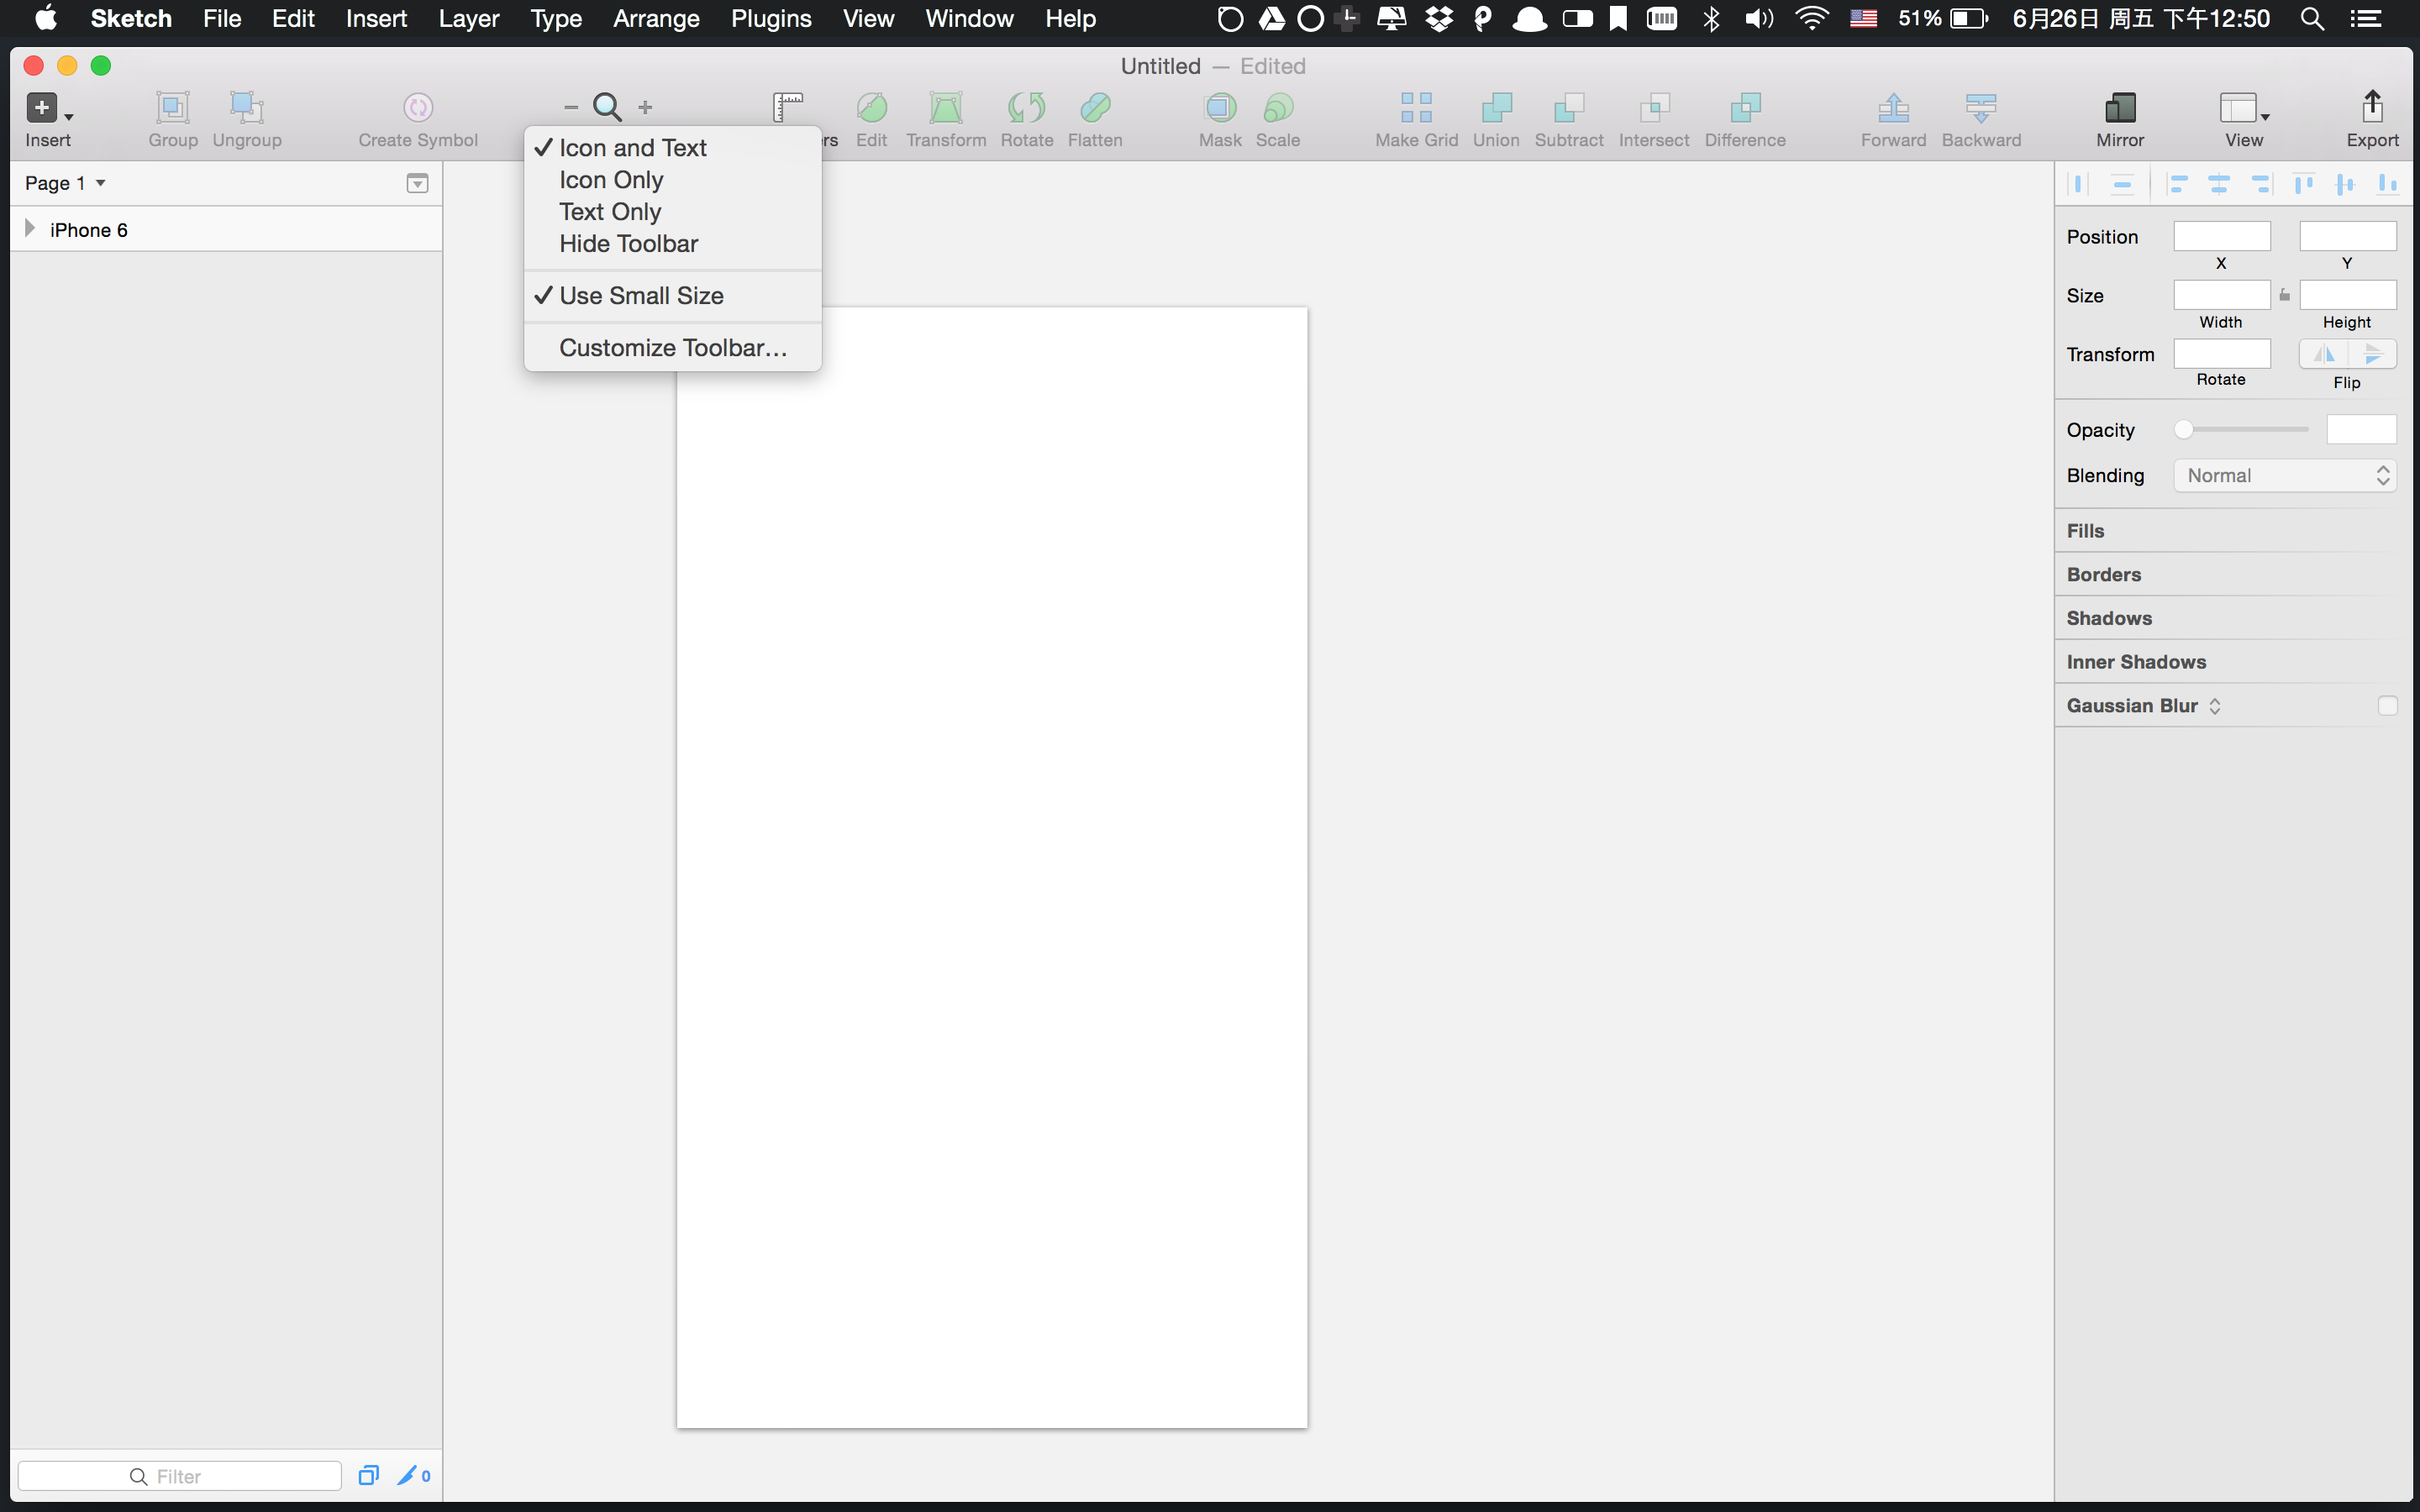 Sketch File Edit Insert Layer Type Arrange Plugins View Window Help 51% 6月26日 周五 下午12:50
Untitled — Edited
Insert Group Ungroup Create Symbol Edit Transform Rotate Flatten Mask Scale Make Grid Union Subtract Intersect Difference Forward Backward Mirror View Export
Icon and Text
Icon Only
Text Only
Hide Toolbar
Use Small Size
Customize Toolbar...
Page 1
iPhone 6
Position
X Y
Size
Width Height
Transform
Rotate Flip
Opacity
Blending Normal
Fills
Borders
Shadows
Inner Shadows
Gaussian Blur
Filter 0